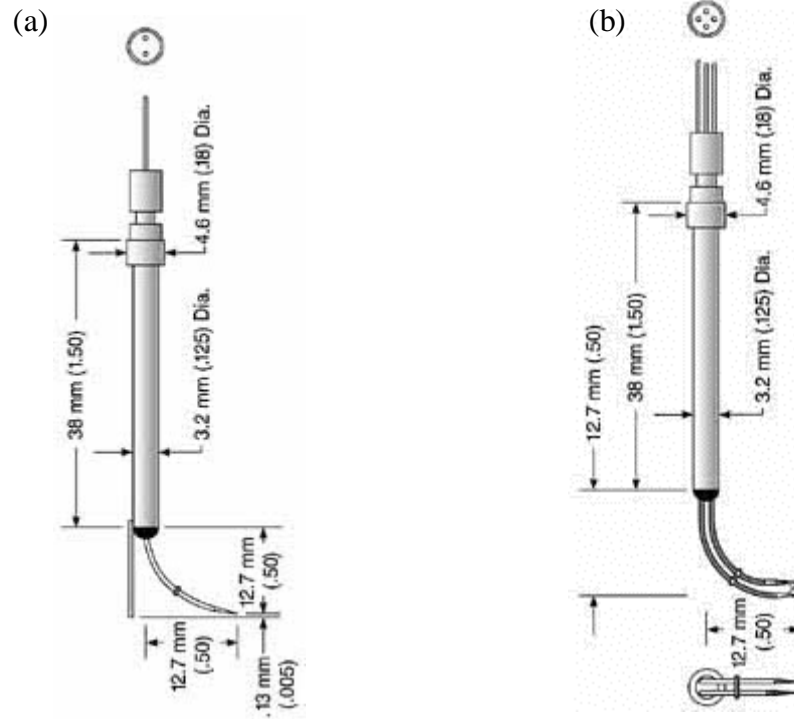 (a)
4.6 mm (.18) Dia.
38 mm (1.50)
3.2 mm (.125) Dia.
12.7 mm
(.50)
12.7 mm
(.50)
.13 mm
(.005)
(b)
4.6 mm (.18) Dia.
12.7 mm (.50)
38 mm (1.50)
3.2 mm (.125) Dia.
12.7 mm
(.50)